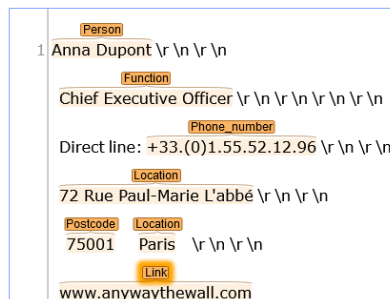 Person
1 Anna Dupont \r \n \r \n
Function
Chief Executive Officer \r \n \r \n \r \n \r \n
Phone_number
Direct line: +33.(0)1.55.52.12.96 \r \n \r \n
Location
72 Rue Paul-Marie L'abbé \r \n \r \n
Postcode Location
75001 Paris \r \n \r \n
Link
www.anywaythewall.com